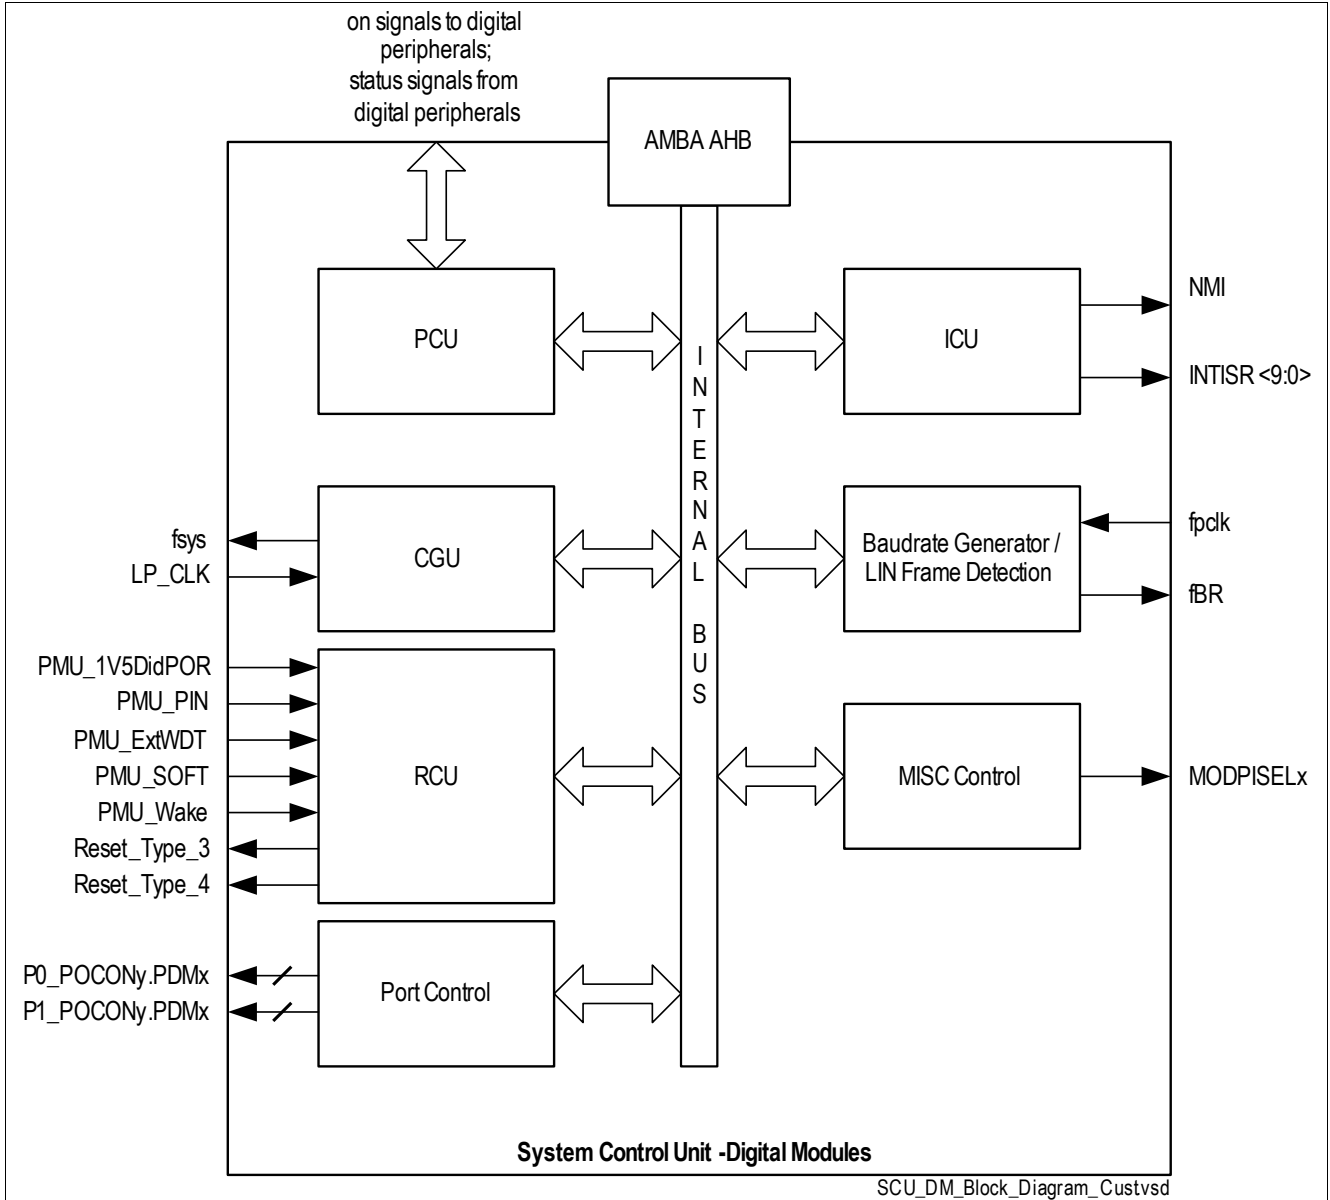 on signals to digital
peripherals;
status signals from
digital peripherals
AMBA AHB
PCU
ICU
NMI
INTISR <9:0>
INTERNAL BUS
fsys
LP_CLK
CGU
Baudrate Generator /
LIN Frame Detection
fpclk
fBR
PMU_1V5DidPOR
PMU_PIN
PMU_ExtWDT
PMU_SOFT
PMU_Wake
Reset_Type_3
Reset_Type_4
RCU
MISC Control
MODPISELx
P0_POCONy.PDMx
P1_POCONy.PDMx
Port Control
System Control Unit -Digital Modules
SCU_DM_Block_Diagram_Custvsd